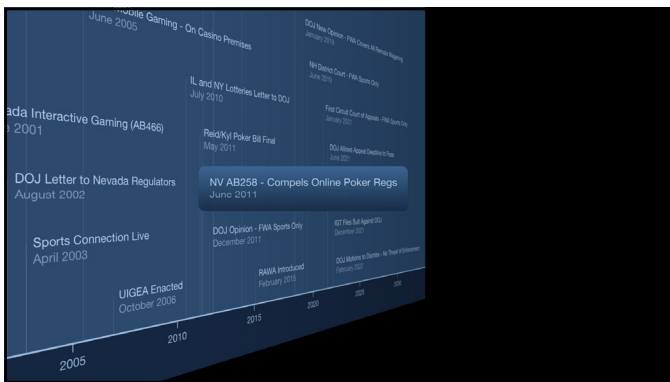 Mobile Gaming - On Casino Premises
June 2005
DOJ New Opinion - FWA Covers All Remote Wagering
January 2019
NH District Court - FWA Sports Only
June 2019
IL and NY Lotteries Letter to DOJ
July 2010
First Circuit Court of Appeals - FWA Sports Only
January 2021
ada Interactive Gaming (AB466)
2001
Reid/Kyl Poker Bill Final
May 2011
DOJ Allows Appeal Deadline to Pass
June 2021
DOJ Letter to Nevada Regulators
August 2002
NV AB258 - Compels Online Poker Regs
June 2011
Sports Connection Live
April 2003
DOJ Opinion - FWA Sports Only
December 2011
IGT Files Suit Against DOJ
December 2021
UIGEA Enacted
October 2006
RAWA Introduced
February 2015
DOJ Motions to Dismiss - No Threat of Enforcement
February 2022
2005
2010
2015
2020
2025
2030